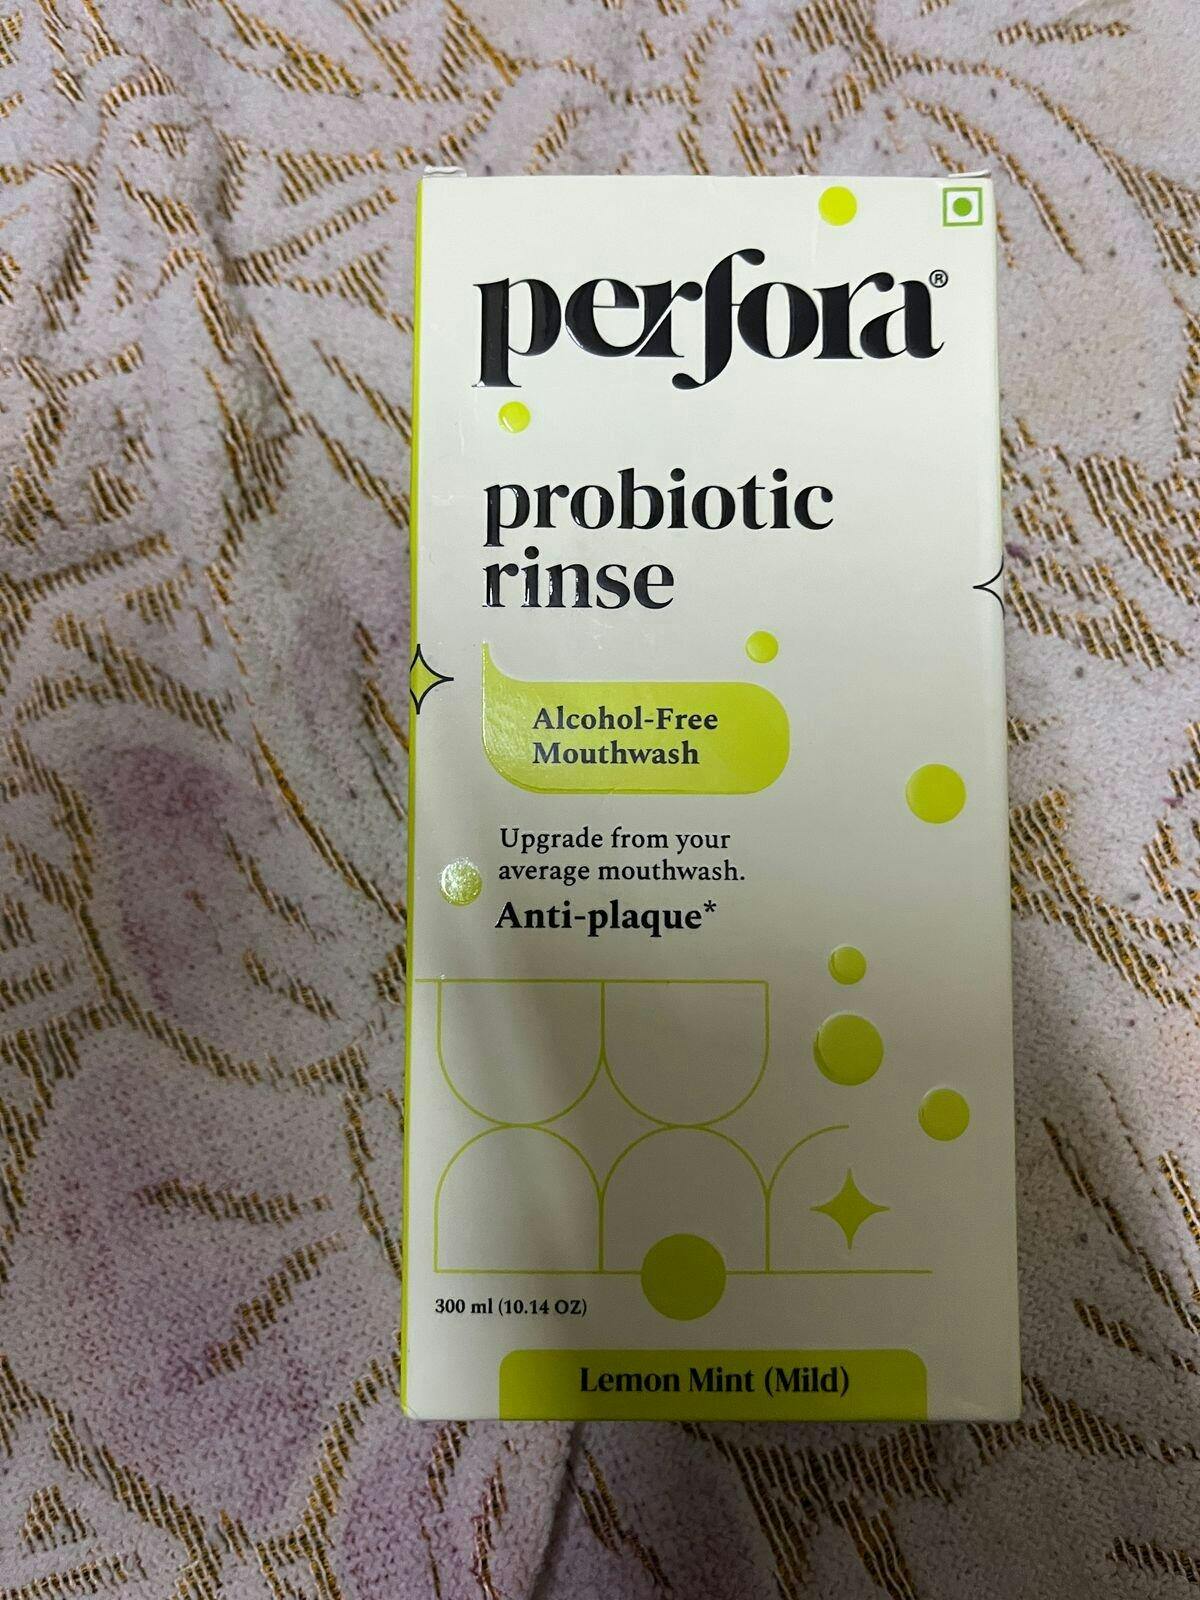 perfora®
probiotic
rinse
Alcohol-Free
Mouthwash
Upgrade from your
average mouthwash.
Anti-plaque*
300 ml (10.14 OZ)
Lemon Mint (Mild)